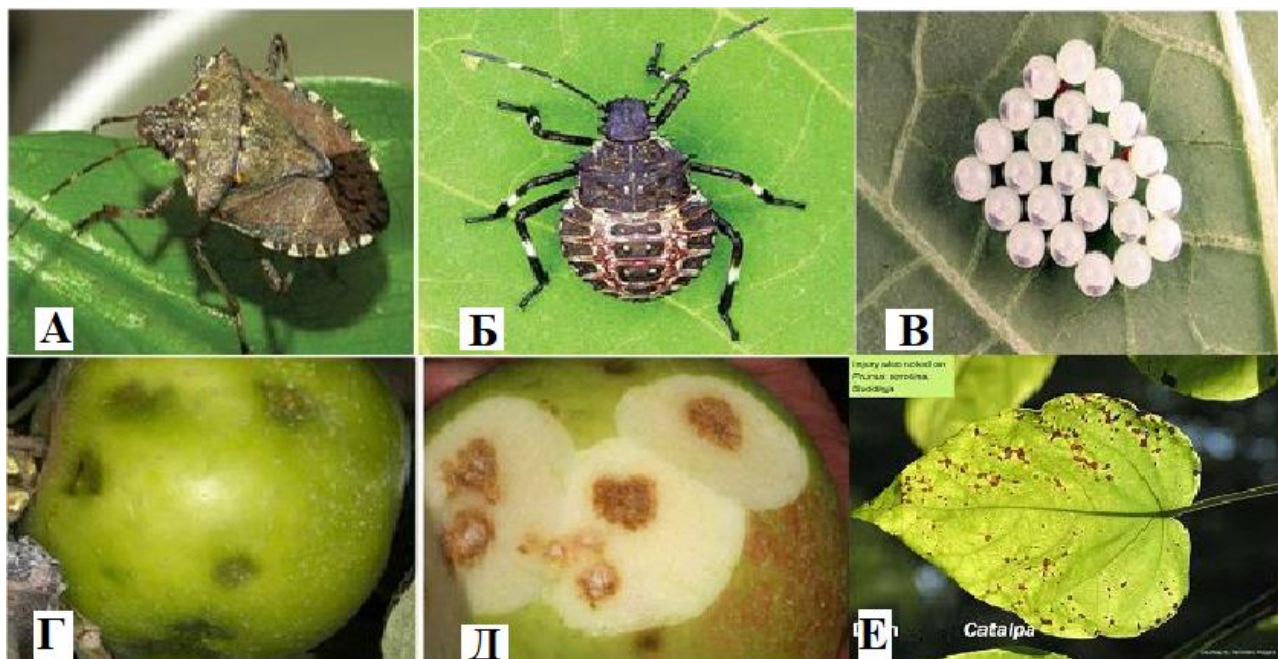 А
Б
В
Г
Д
Е
Injury also noted on
Prunus serotina,
Buddleja
Catalpa